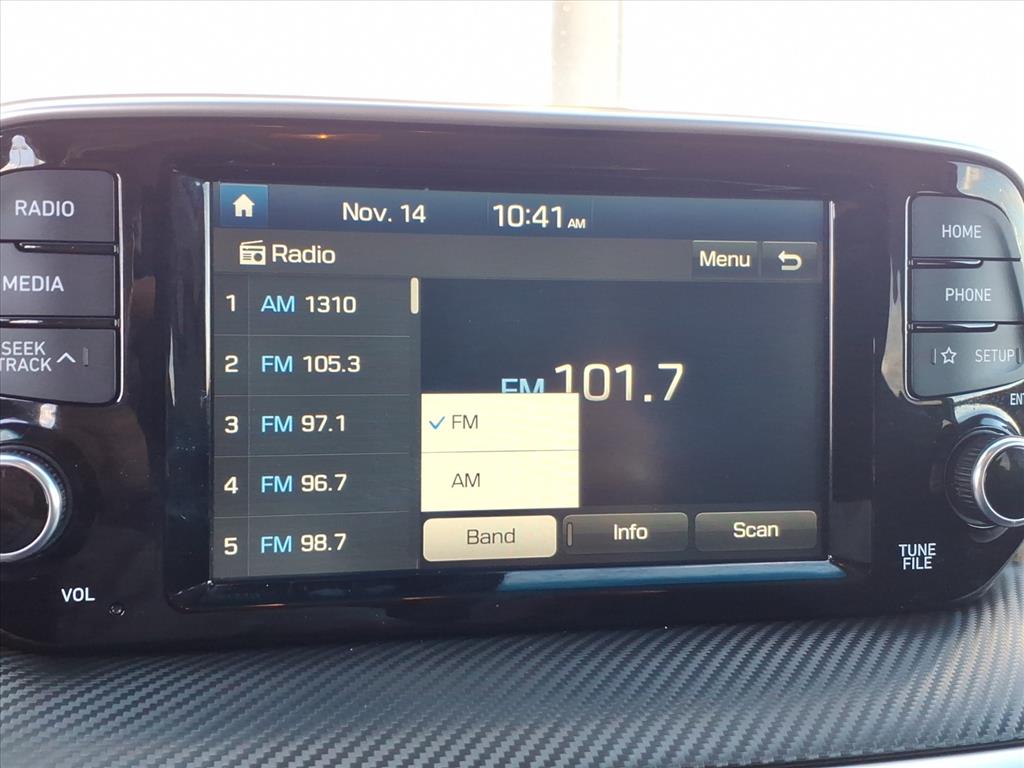 RADIO
MEDIA
SEEK
TRACK
VOL
Nov. 14 10:41 AM
Radio
Menu
1 AM 1310
2 FM 105.3
3 FM 97.1
4 FM 96.7
5 FM 98.7
FM 101.7
FM
AM
Band Info Scan
HOME
PHONE
SETUP
TUNE
FILE